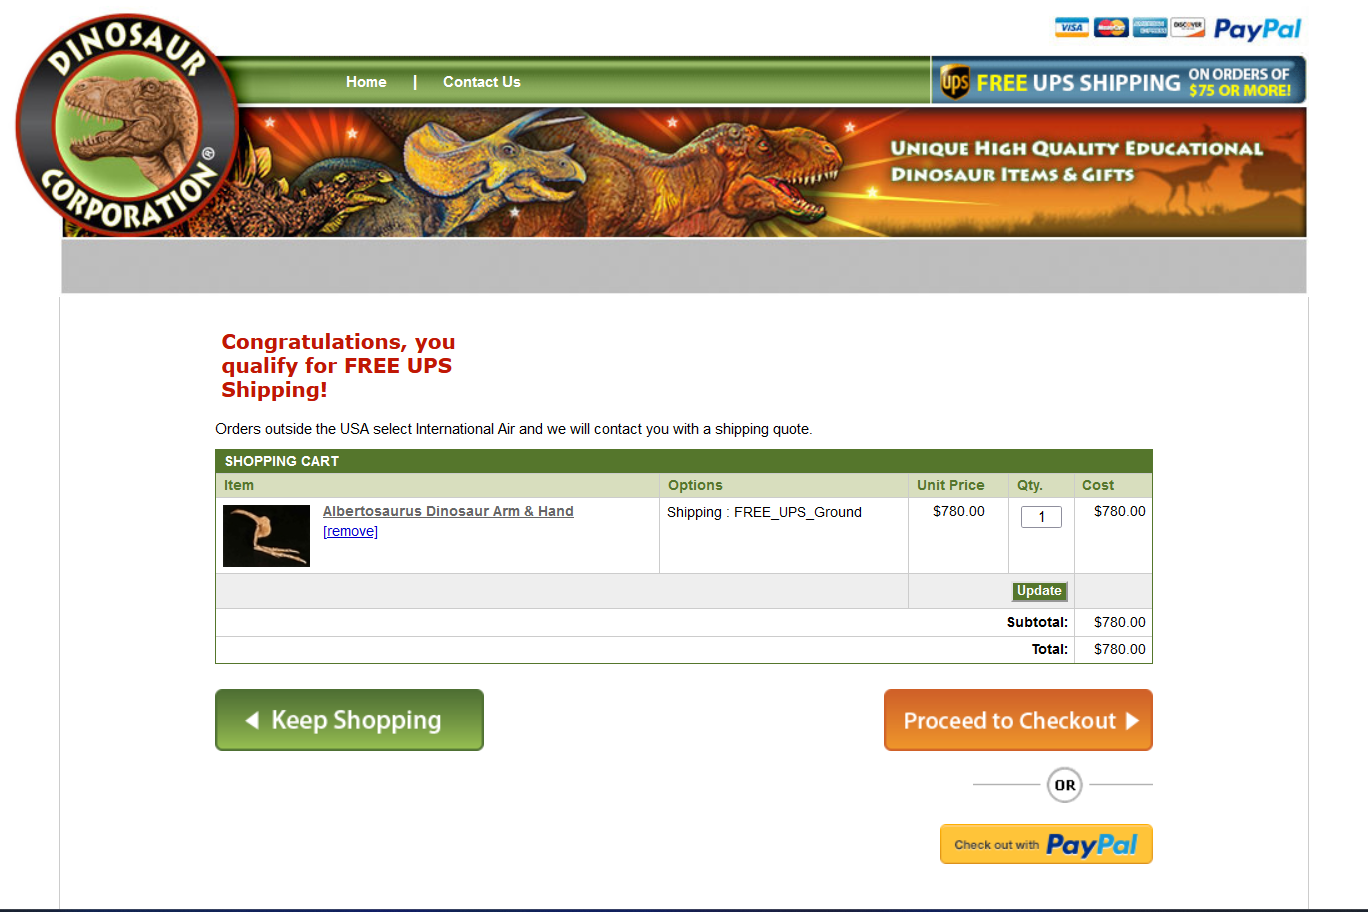 DINOSAUR
CORPORATION®
VISA MasterCard AMERICAN EXPRESS DISCOVER PayPal
Home | Contact Us
ups FREE UPS SHIPPING ON ORDERS OF
$75 OR MORE!
UNIQUE HIGH QUALITY EDUCATIONAL
DINOSAUR ITEMS & GIFTS
Congratulations, you
qualify for FREE UPS
Shipping!
Orders outside the USA select International Air and we will contact you with a shipping quote.
SHOPPING CART
Item Options Unit Price Qty. Cost
Albertosaurus Dinosaur Arm & Hand Shipping : FREE_UPS_Ground $780.00 1 $780.00
[remove]
Update
Subtotal: $780.00
Total: $780.00
Keep Shopping
Proceed to Checkout
OR
Check out with PayPal